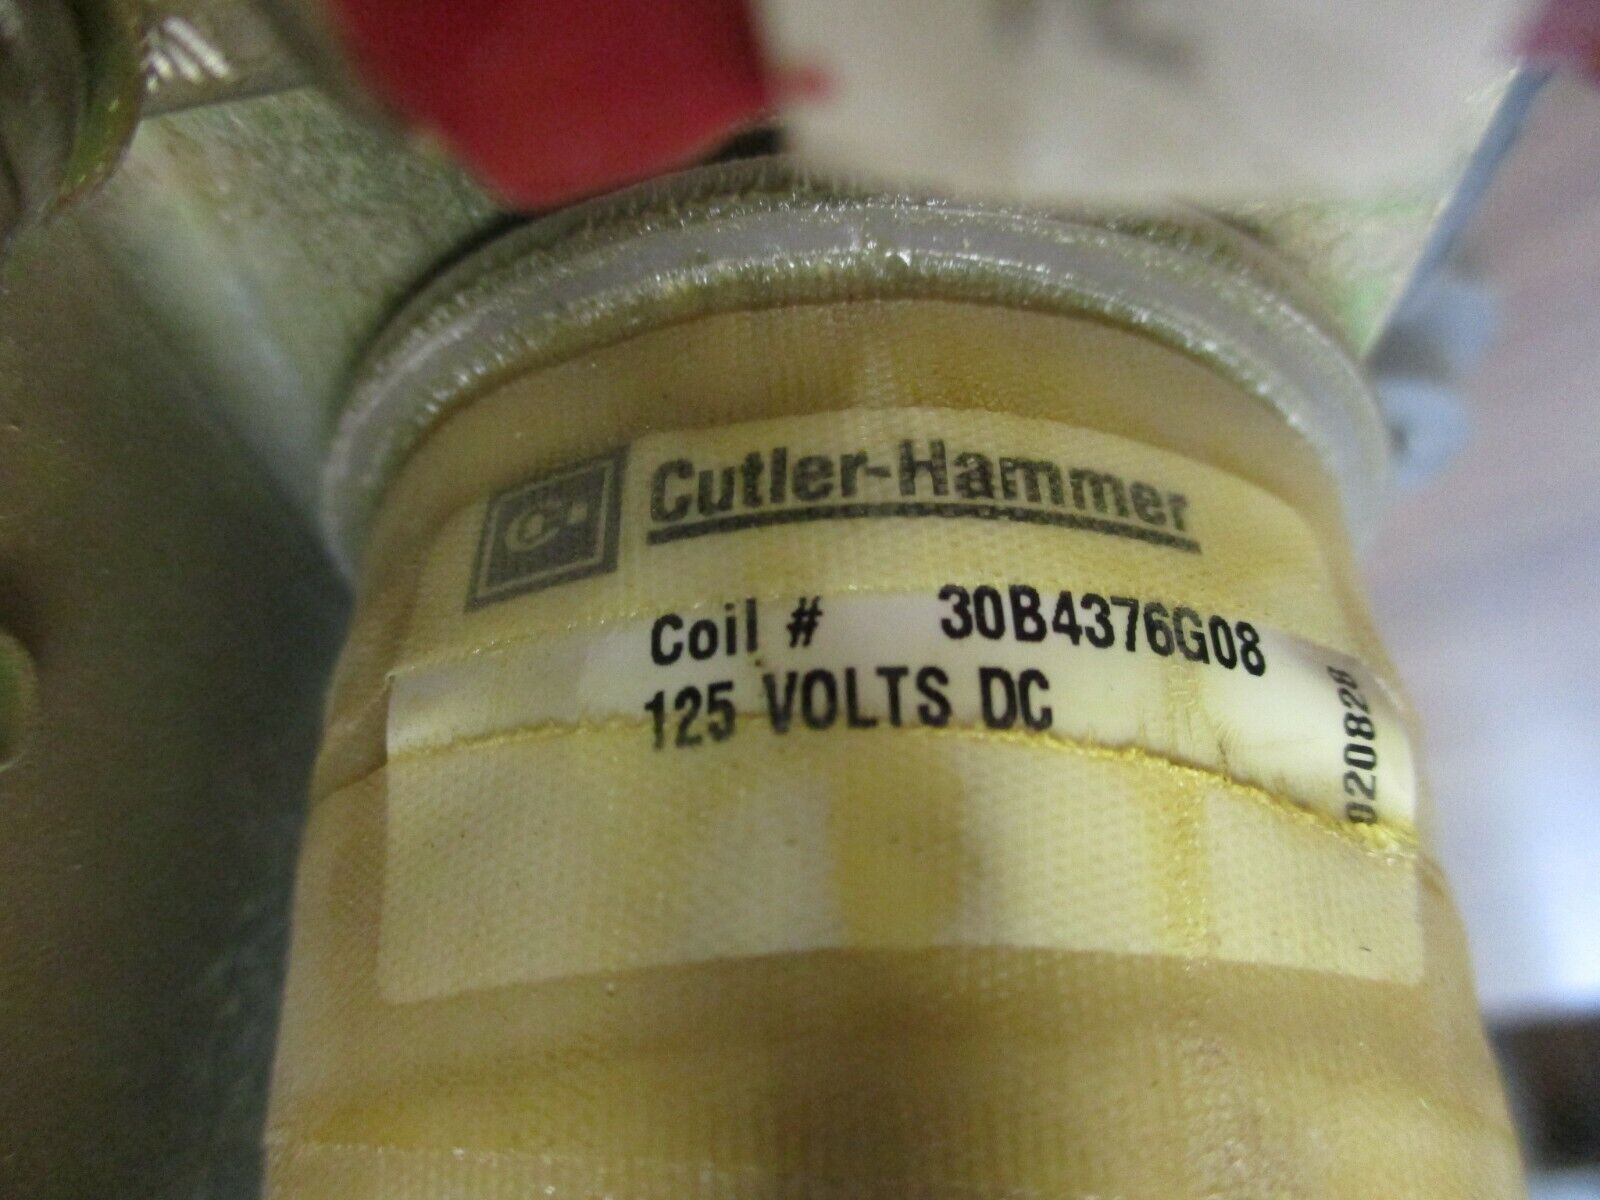 Cutler-Hammer
Coil # 30B4376G08
125 VOLTS DC
020828